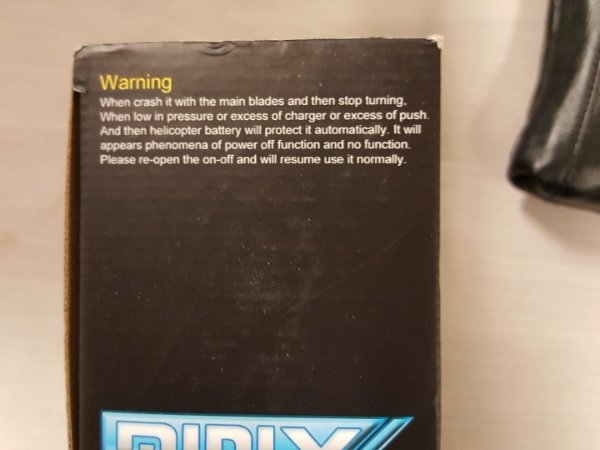 Warning
When crash it with the main blades and then stop turning,
When low in pressure or excess of charger or excess of push.
And then helicopter battery will protect it automatically. It will
appears phenomena of power off function and no function.
Please re-open the on-off and will resume use it normally.